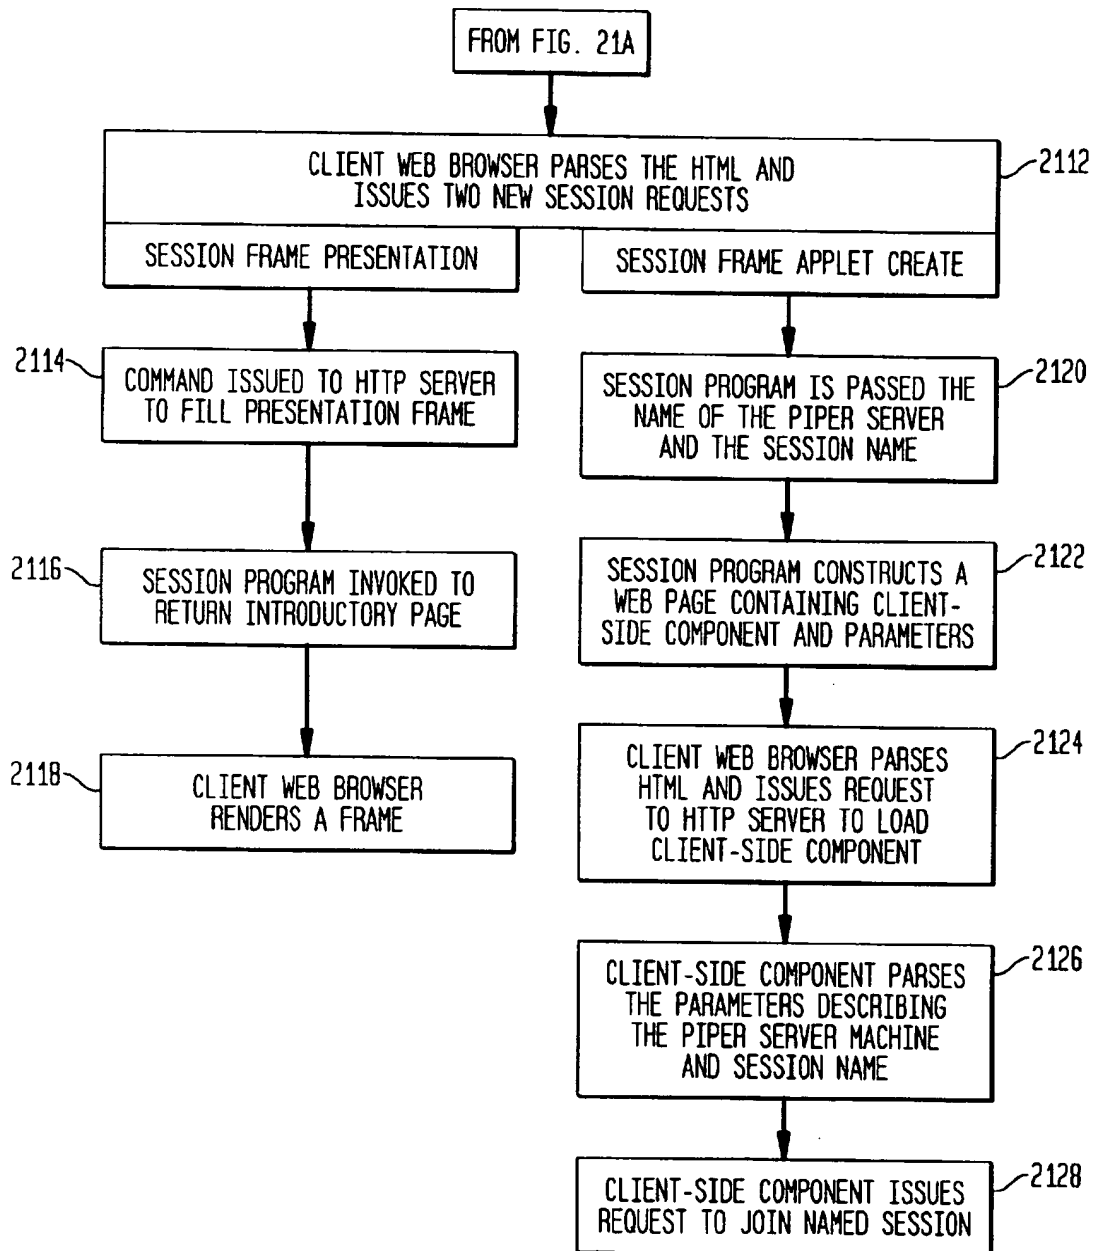 FROM FIG. 21A
CLIENT WEB BROWSER PARSES THE HTML AND
ISSUES TWO NEW SESSION REQUESTS
2112
SESSION FRAME PRESENTATION
SESSION FRAME APPLET CREATE
2114
COMMAND ISSUED TO HTTP SERVER
TO FILL PRESENTATION FRAME
2116
SESSION PROGRAM INVOKED TO
RETURN INTRODUCTORY PAGE
2118
CLIENT WEB BROWSER
RENDERS A FRAME
2120
SESSION PROGRAM IS PASSED THE
NAME OF THE PIPER SERVER
AND THE SESSION NAME
2122
SESSION PROGRAM CONSTRUCTS A
WEB PAGE CONTAINING CLIENT-
SIDE COMPONENT AND PARAMETERS
2124
CLIENT WEB BROWSER PARSES
HTML AND ISSUES REQUEST
TO HTTP SERVER TO LOAD
CLIENT-SIDE COMPONENT
2126
CLIENT-SIDE COMPONENT PARSES
THE PARAMETERS DESCRIBING
THE PIPER SERVER MACHINE
AND SESSION NAME
2128
CLIENT-SIDE COMPONENT ISSUES
REQUEST TO JOIN NAMED SESSION